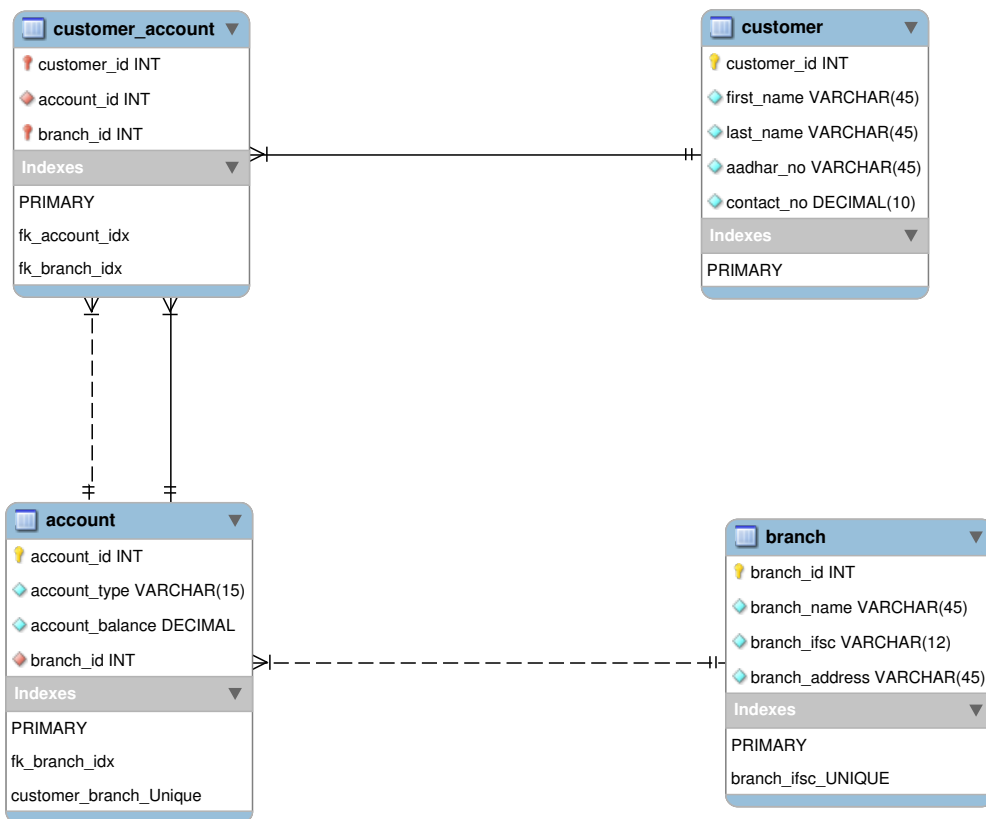 customer_account
customer_id INT
account_id INT
branch_id INT
Indexes
PRIMARY
fk_account_idx
fk_branch_idx
customer
customer_id INT
first_name VARCHAR(45)
last_name VARCHAR(45)
aadhar_no VARCHAR(45)
contact_no DECIMAL(10)
Indexes
PRIMARY
account
account_id INT
account_type VARCHAR(15)
account_balance DECIMAL
branch_id INT
Indexes
PRIMARY
fk_branch_idx
customer_branch_Unique
branch
branch_id INT
branch_name VARCHAR(45)
branch_ifsc VARCHAR(12)
branch_address VARCHAR(45)
Indexes
PRIMARY
branch_ifsc_UNIQUE